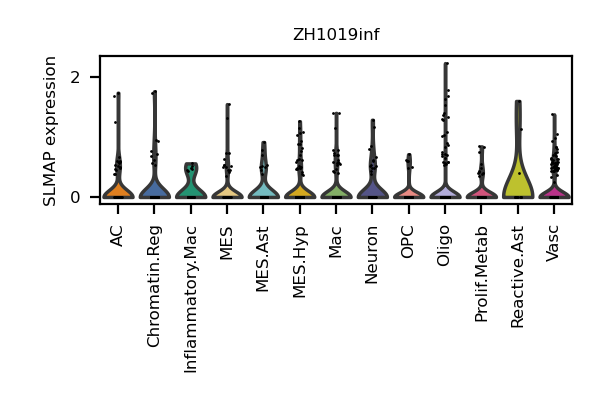 ZH1019inf
SLMAP expression
2
0
AC
Chromatin.Reg
Inflammatory.Mac
MES
MES.Ast
MES.Hyp
Mac
Neuron
OPC
Oligo
Prolif.Metab
Reactive.Ast
Vasc